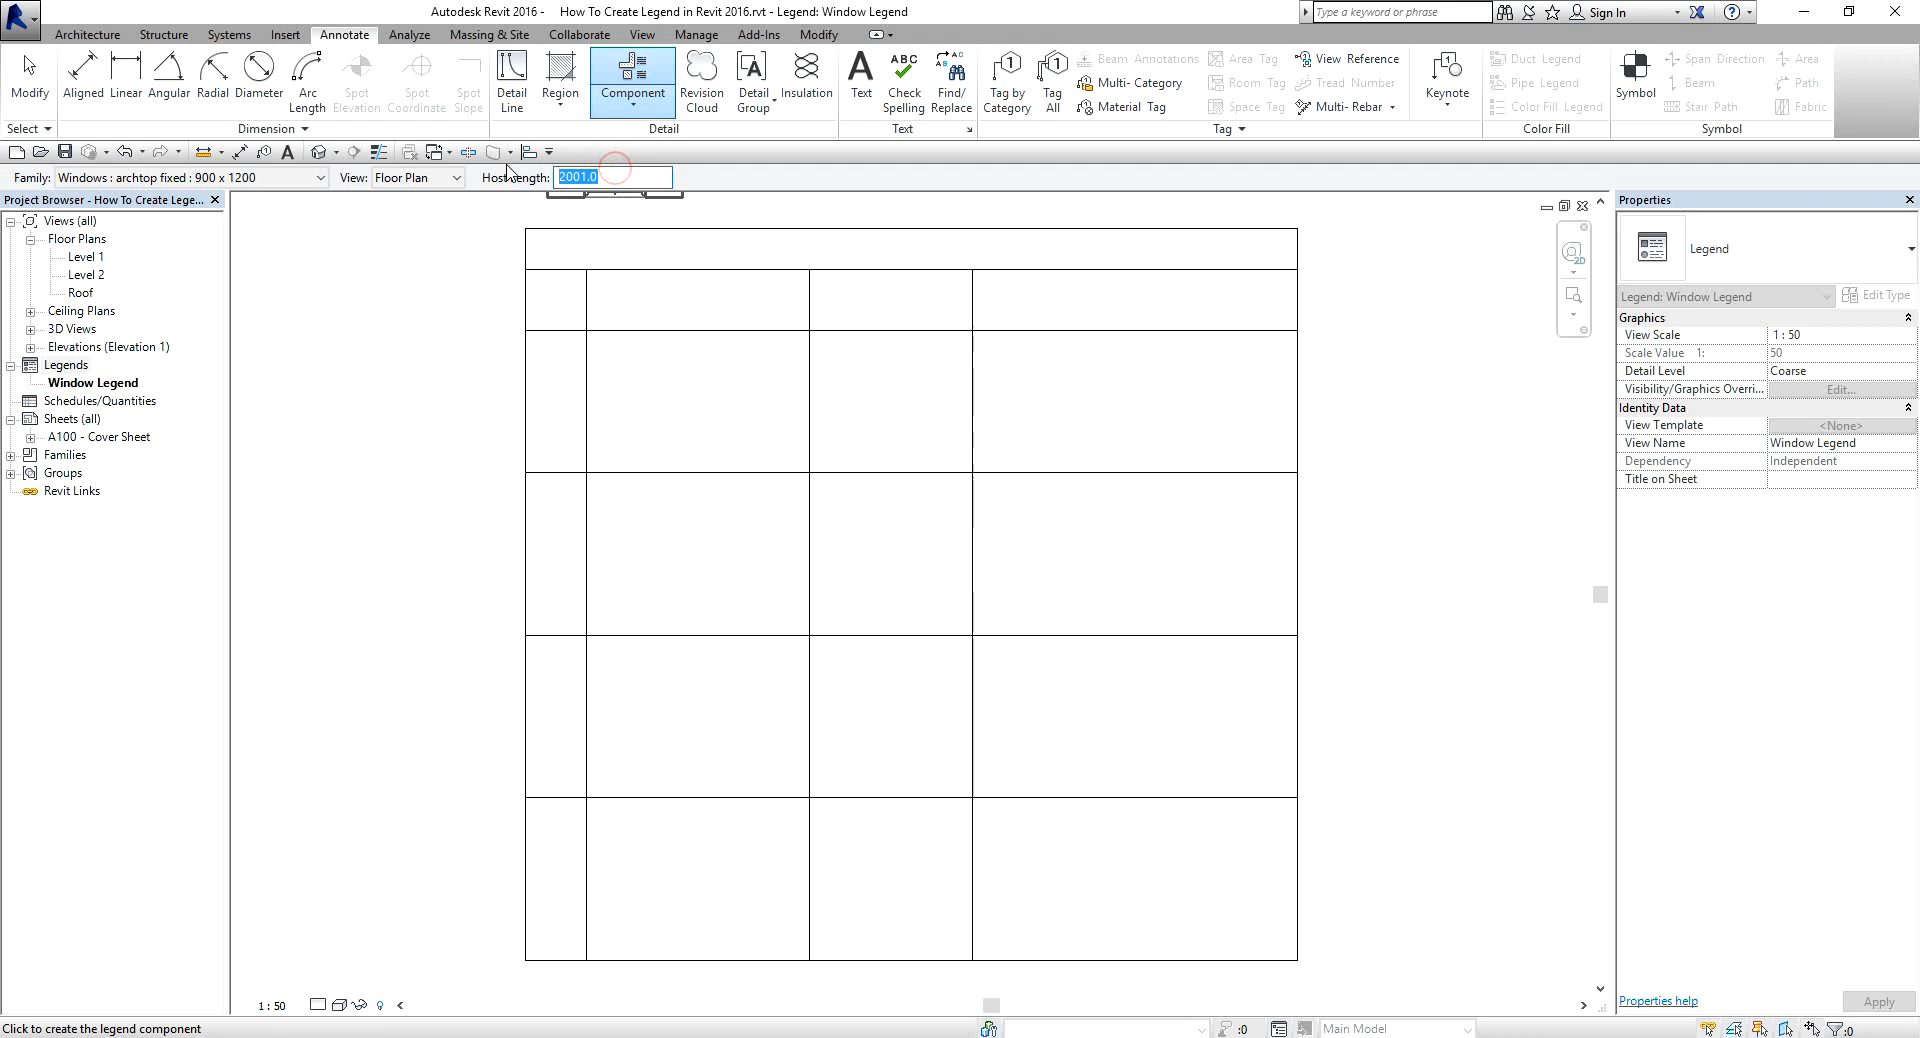 Autodesk Revit 2016 - How To Create Legend in Revit 2016.rvt - Legend: Window Legend
Type a keyword or phrase
Sign In
Architecture Structure Systems Insert Annotate Analyze Massing & Site Collaborate View Manage Add-Ins Modify
Modify
Aligned Linear Angular Radial Diameter Arc Length Spot Elevation Spot Coordinate Spot Slope
Detail Line Region Component Revision Cloud Detail Group Insulation
Text Check Spelling Find/ Replace
Tag by Category Tag All
Beam Annotations Area Tag View Reference
Multi- Category Room Tag Tread Number
Material Tag Space Tag Multi- Rebar
Keynote
Duct Legend
Pipe Legend
Color Fill Legend
Symbol
Span Direction Area
Beam Path
Stair Path Fabric
Select Dimension Detail Text Tag Color Fill Symbol
Family: Windows : archtop fixed : 900 x 1200 View: Floor Plan Host Length: 2001.0
Project Browser - How To Create Lege...
Views (all)
Floor Plans
Level 1
Level 2
Roof
Ceiling Plans
3D Views
Elevations (Elevation 1)
Legends
Window Legend
Schedules/Quantities
Sheets (all)
A100 - Cover Sheet
Families
Groups
Revit Links
2D
Properties
Legend
Legend: Window Legend Edit Type
Graphics
View Scale 1 : 50
Scale Value 1: 50
Detail Level Coarse
Visibility/Graphics Overri... Edit...
Identity Data
View Template <None>
View Name Window Legend
Dependency Independent
Title on Sheet
Properties help Apply
1 : 50
Click to create the legend component
:0
Main Model
:0